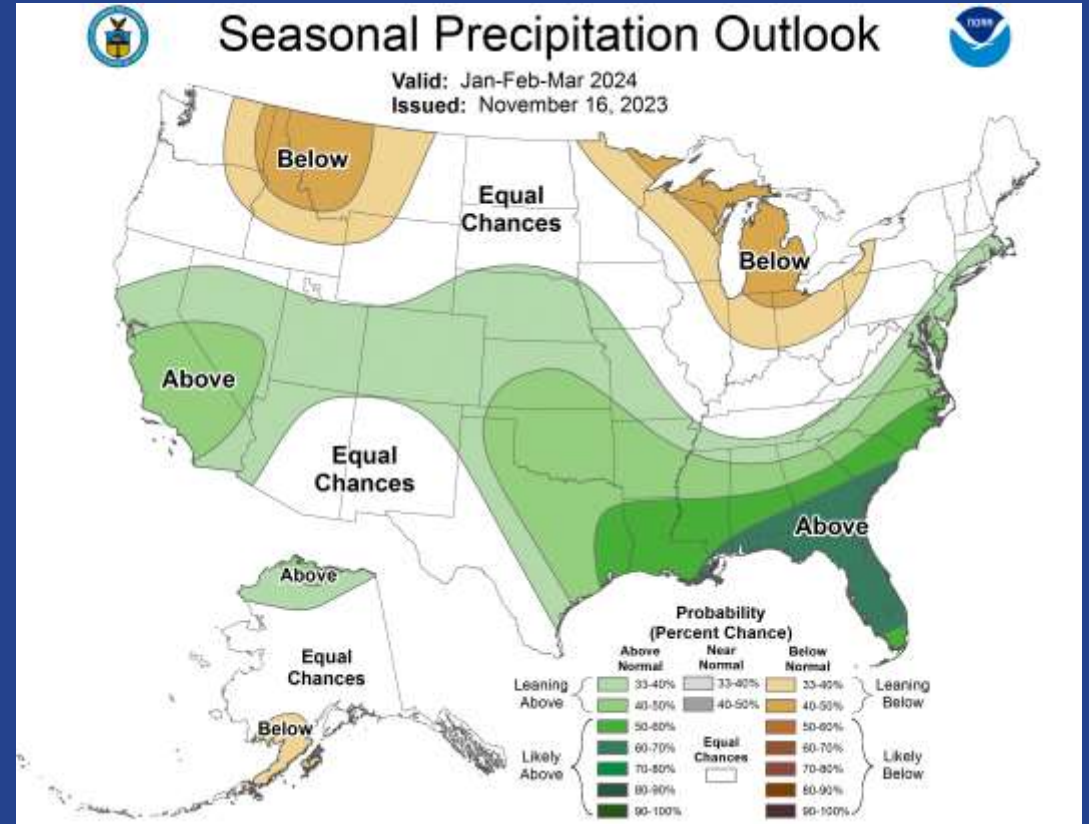 Seasonal Precipitation Outlook
NOAA
Valid: Jan-Feb-Mar 2024
Issued: November 16, 2023
Below
Equal
Chances
Below
Above
Equal
Chances
Above
Above
Equal
Chances
Below
Probability
(Percent Chance)
Above
Normal
Near
Normal
Below
Normal
Leaning
Above
33-40% 33-40% 33-40%
40-50% 40-50% 40-50%
Leaning
Below
Likely
Above
50-60% 50-60%
60-70% 60-70%
70-80% 70-80%
80-90% 80-90%
90-100% 90-100%
Equal
Chances
Likely
Below